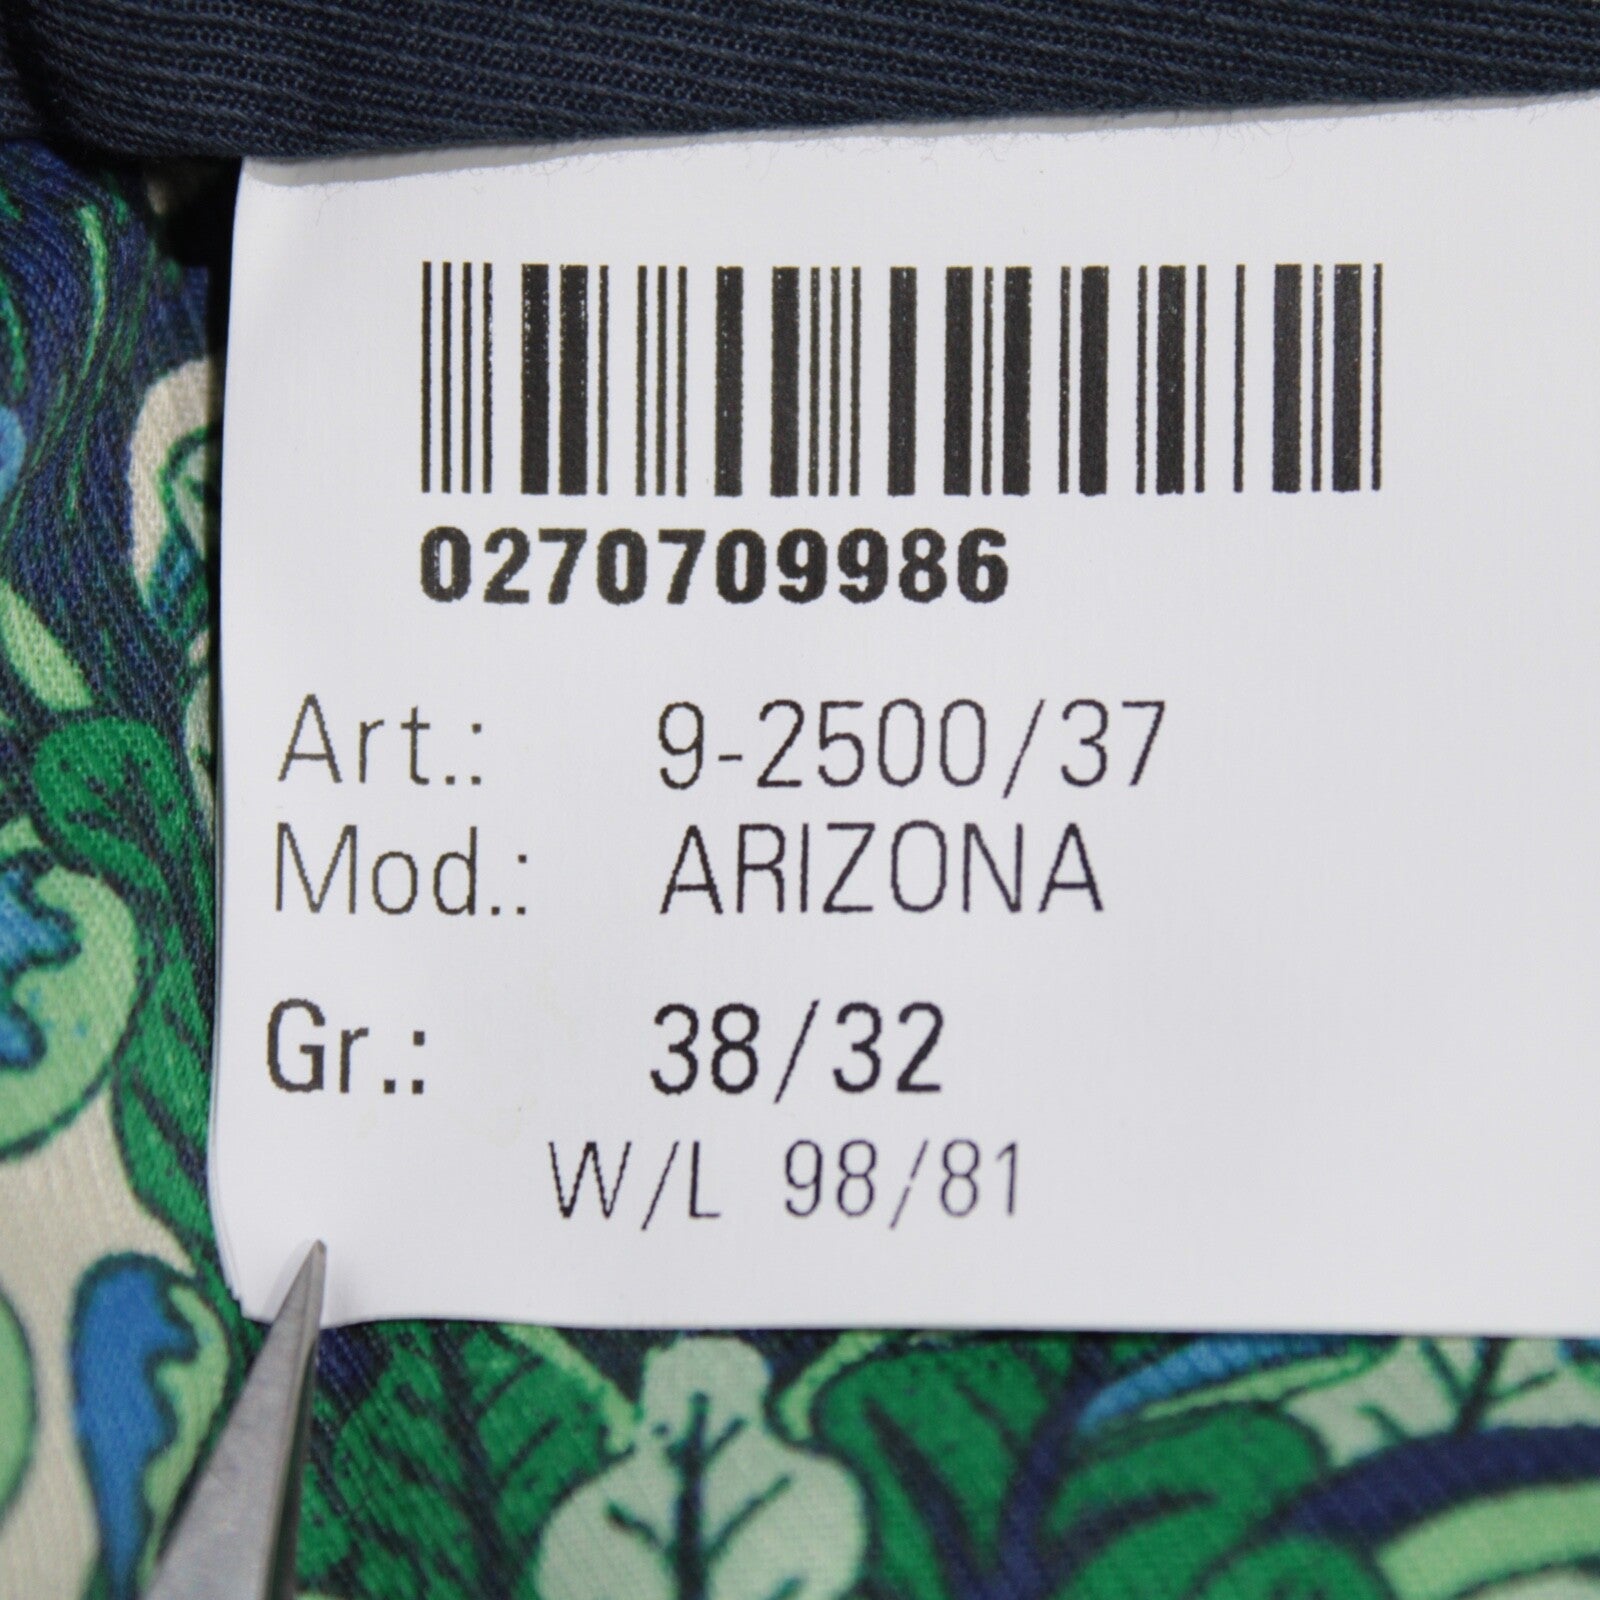 0270709986
Art.: 9-2500/37
Mod.: ARIZONA
Gr.: 38/32
W/L 98/81